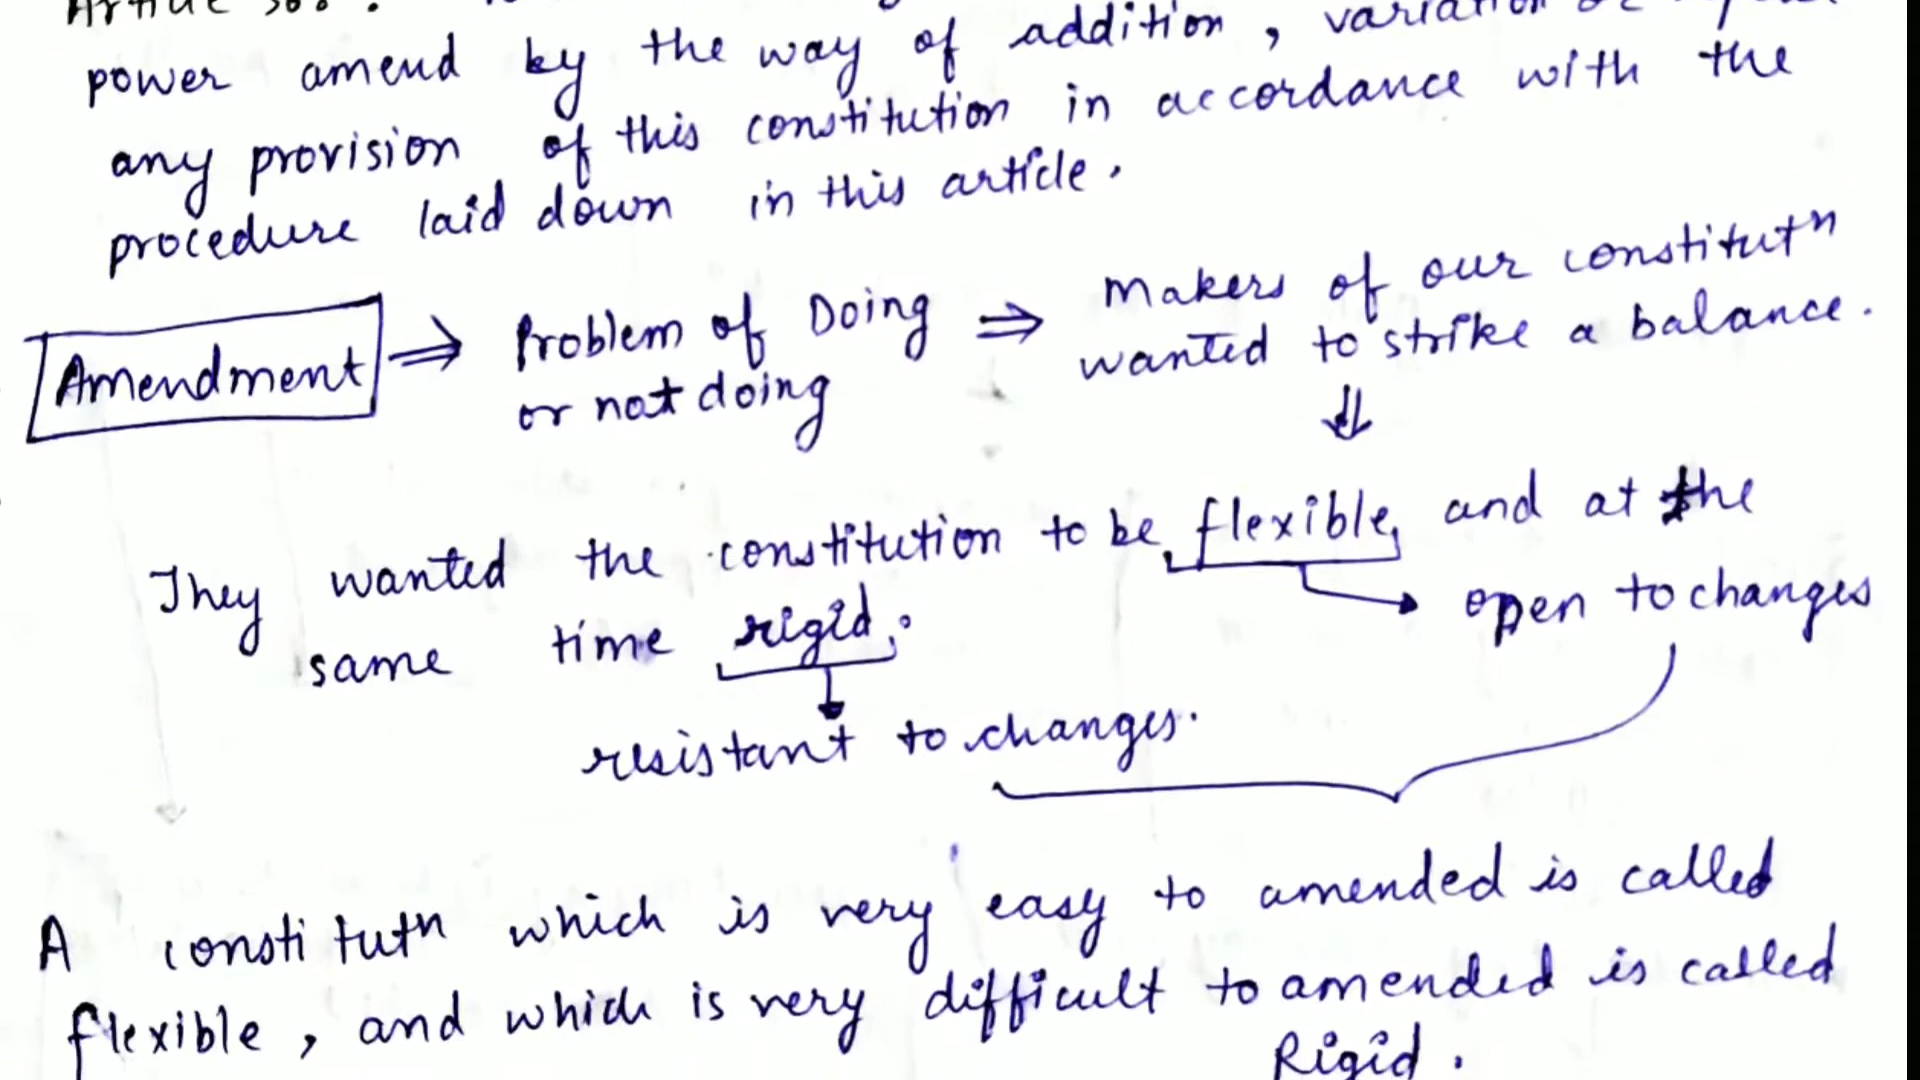 Article 368:
power amend by the way of addition, variation or
any provision of this constitution in accordance with the
procedure laid down in this article.
Amendment ⇒ Problem of Doing ⇒ Makers of our constitutn
or not doing wanted to strike a balance.
They wanted the constitution to be flexible, and at the
same time rigid. open to changes
resistant to changes.
A constitutn which is very easy to amended is called
flexible, and which is very difficult to amended is called
Rigid.